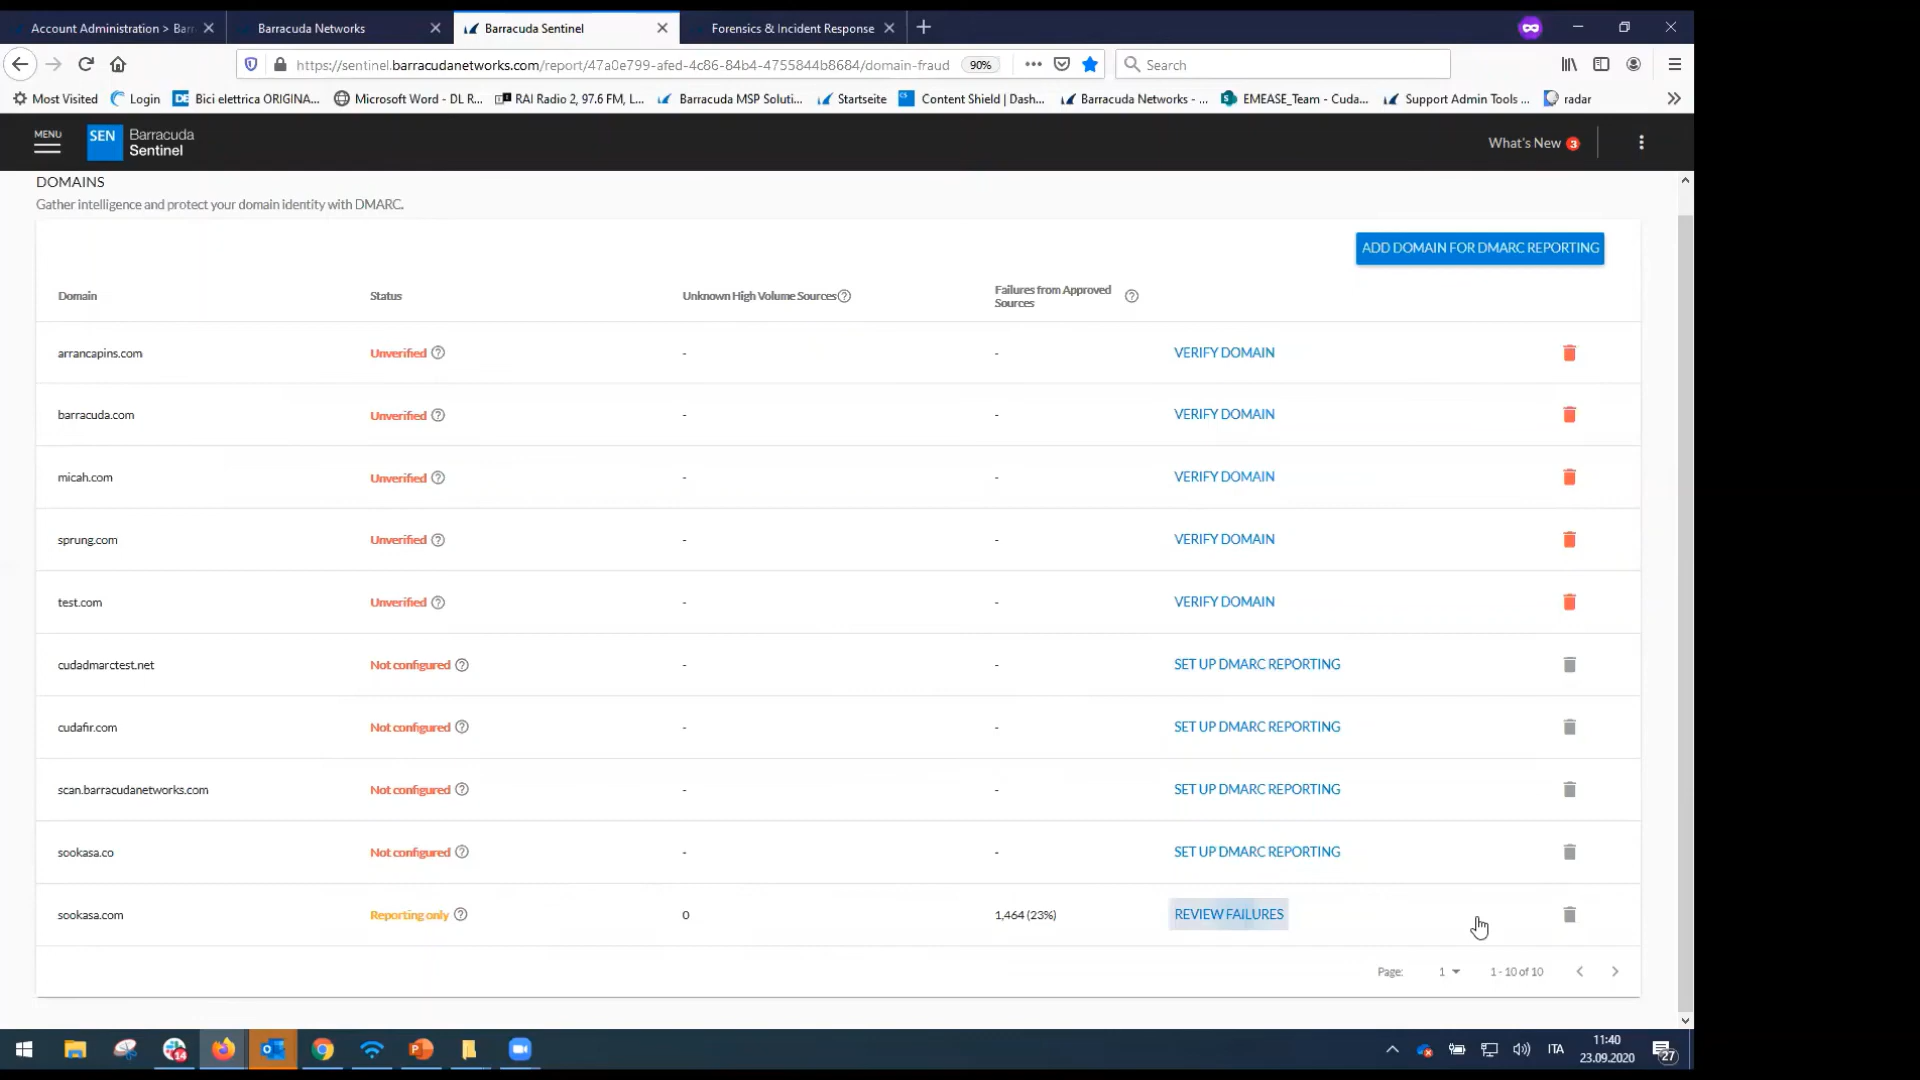 Account Administration > Barr
Barracuda Networks
Barracuda Sentinel
Forensics & Incident Response
https://sentinel.barracudanetworks.com/report/47a0e799-afed-4c86-84b4-4755844b8684/domain-fraud
90%
Search
Most Visited
Login
DE Bici elettrica ORIGINA...
Microsoft Word - DL R...
RAI Radio 2, 97.6 FM, L...
Barracuda MSP Soluti...
Startseite
CS Content Shield | Dash...
Barracuda Networks - ...
EMEASE_Team - Cuda...
Support Admin Tools ...
radar
MENU
SEN Barracuda
Sentinel
What's New 3
DOMAINS
Gather intelligence and protect your domain identity with DMARC.
ADD DOMAIN FOR DMARC REPORTING
Domain Status Unknown High Volume Sources Failures from Approved
Sources
arrancapins.com Unverified - - VERIFY DOMAIN
barracuda.com Unverified - - VERIFY DOMAIN
micah.com Unverified - - VERIFY DOMAIN
sprung.com Unverified - - VERIFY DOMAIN
test.com Unverified - - VERIFY DOMAIN
cudadmarctest.net Not configured - - SET UP DMARC REPORTING
cudafir.com Not configured - - SET UP DMARC REPORTING
scan.barracudanetworks.com Not configured - - SET UP DMARC REPORTING
sookasa.co Not configured - - SET UP DMARC REPORTING
sookasa.com Reporting only 0 1,464 (23%) REVIEW FAILURES
Page: 1 1 - 10 of 10
14
ITA
11:40
23.09.2020
27